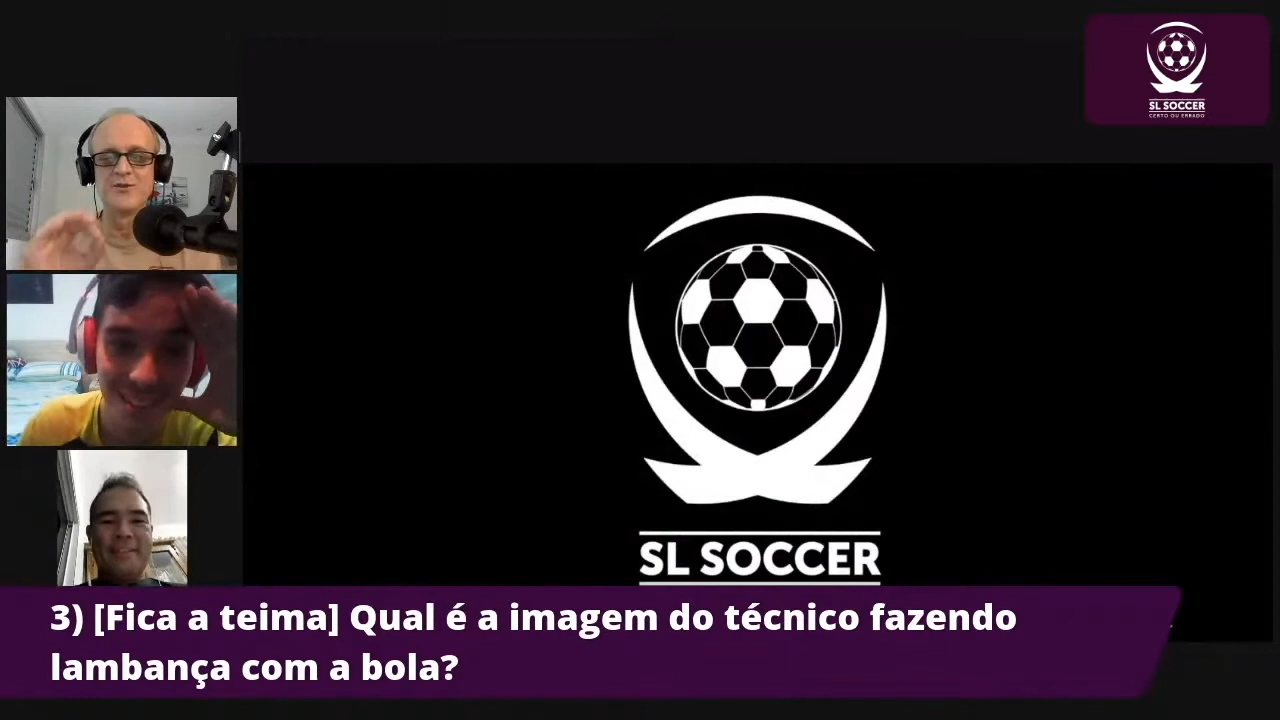 SL SOCCER
CERTO OU ERRADO
SL SOCCER
3) [Fica a teima] Qual é a imagem do técnico fazendo
lambança com a bola?